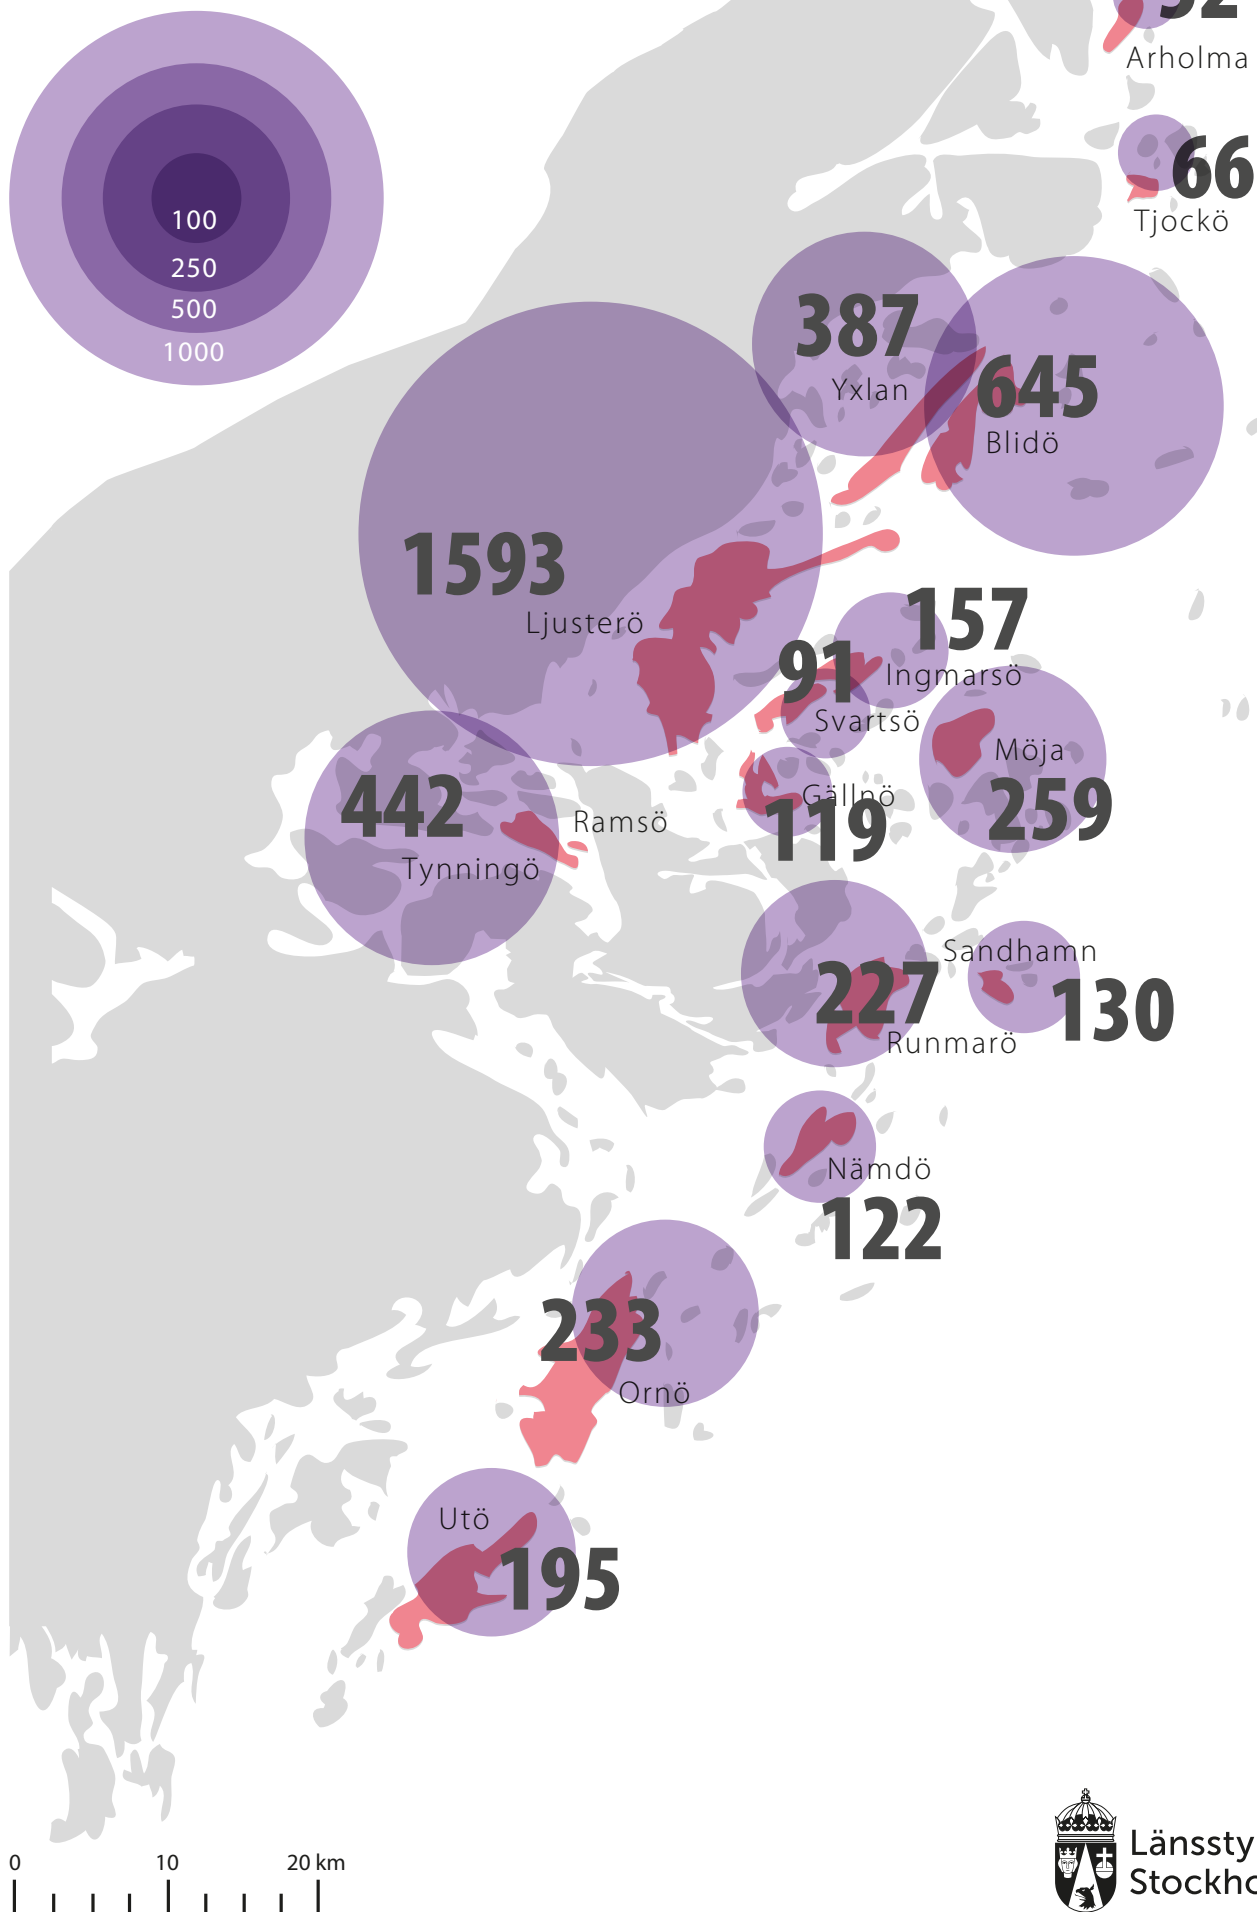 Arholma
66
Tjockö
100
250
500
1000
387
Yxlan
645
Blidö
1593
Ljusterö
157
Ingmarsö
91
Svartsö
Möja
259
Gällnö
119
442
Tynningö
Ramsö
Sandhamn
130
227
Runmarö
Nämdö
122
233
Ornö
Utö
195
0 10 20 km
Länssty
Stockho